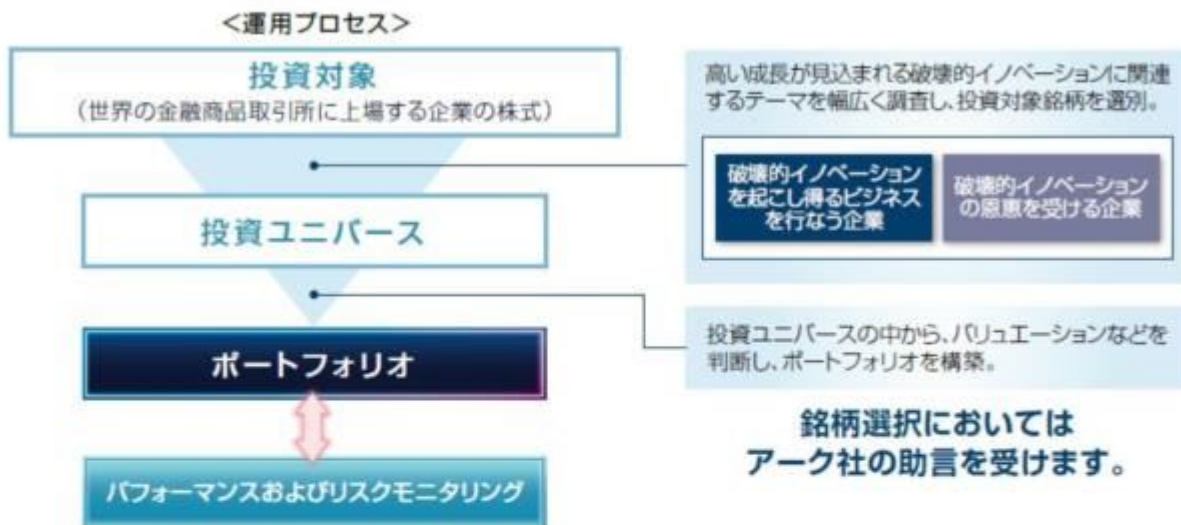 <運用プロセス>
投資対象
(世界の金融商品取引所に上場する企業の株式)
投資ユニバース
ポートフォリオ
パフォーマンスおよびリスクモニタリング
高い成長が見込まれる破壊的イノベーションに関連
するテーマを幅広く調査し、投資対象銘柄を選別。
破壊的イノベーション
を起こし得るビジネス
を行なう企業
破壊的イノベーション
の恩恵を受ける企業
投資ユニバースの中から、バリュエーションなどを
判断し、ポートフォリオを構築。
銘柄選択においては
アーク社の助言を受けます。